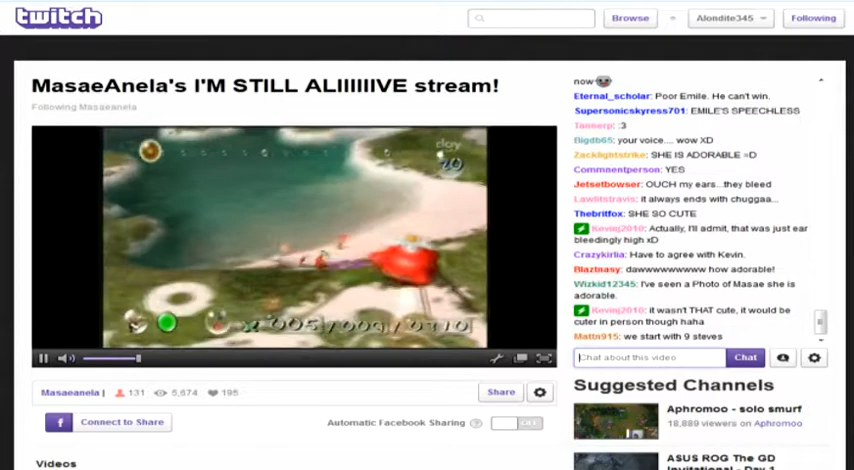 twitch
Browse
Alondite345
Following
MasaeAnela's I'M STILL ALIIIIIIVE stream!
Following Masaeanela
day
20
x 005/009/0310
Masaeanela | 131 5,674 195
Share
f Connect to Share
Automatic Facebook Sharing ? OFF
Videos
now
Eternal_scholar: Poor Emile. He can't win.
Supersonicskyress701: EMILE'S SPEECHLESS
Tannerp: :3
Bigdb65: your voice.... wow XD
Zacklightstrike: SHE IS ADORABLE =D
Commnentperson: YES
Jetsetbowser: OUCH my ears...they bleed
Lawlitstravis: it always ends with chuggaa...
Thebritfox: SHE SO CUTE
Kevinj2010: Actually, I'll admit, that was just ear
bleedingly high xD
Crazykirlia: Have to agree with Kevin.
Blaztnasy: dawwwwwwwww how adorable!
Wizkid12345: I've seen a Photo of Masae she is
adorable.
Kevinj2010: it wasn't THAT cute, it would be
cuter in person though haha
Mattn915: we start with 9 steves
Chat about this video
Chat
Suggested Channels
Aphromoo - solo smurf
18,889 viewers on Aphromoo
ASUS ROG The GD
Invitational - Day 1